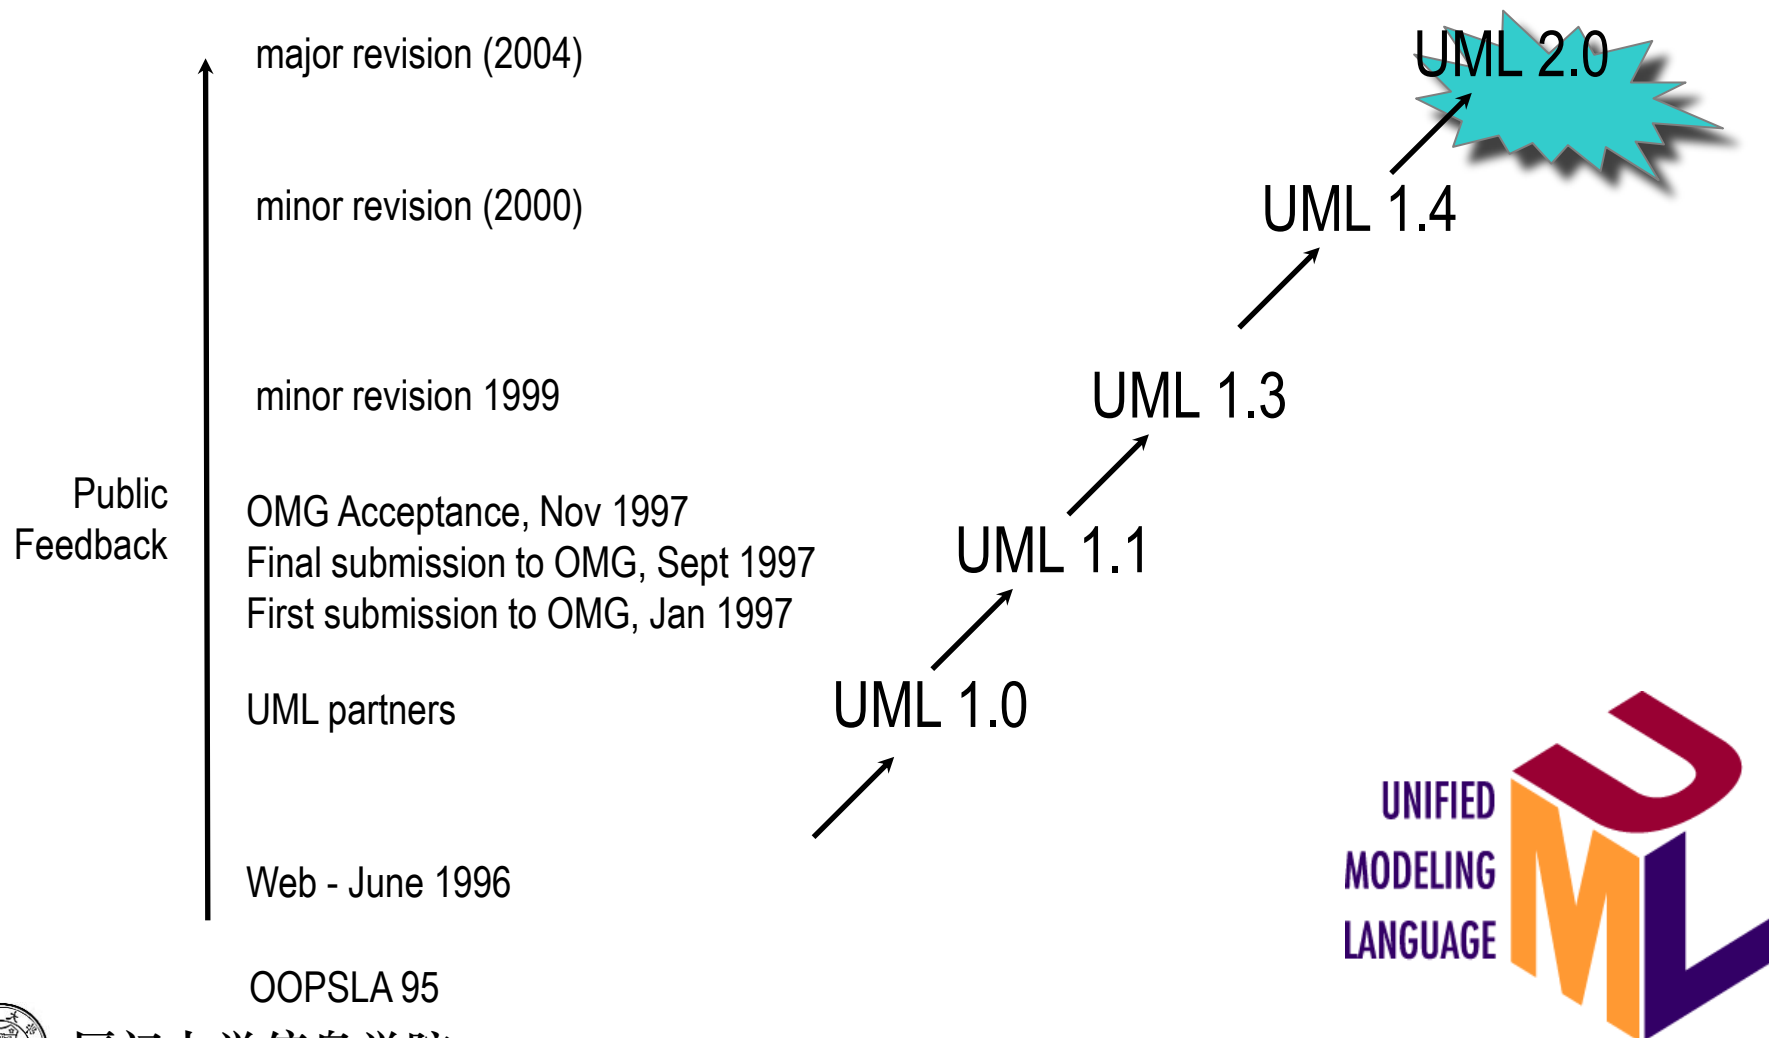 major revision (2004)
UML 2.0
minor revision (2000)
UML 1.4
minor revision 1999
UML 1.3
Public
Feedback
OMG Acceptance, Nov 1997
Final submission to OMG, Sept 1997
First submission to OMG, Jan 1997
UML 1.1
UML partners
UML 1.0
Web - June 1996
OOPSLA 95
UNIFIED
MODELING
LANGUAGE
UML